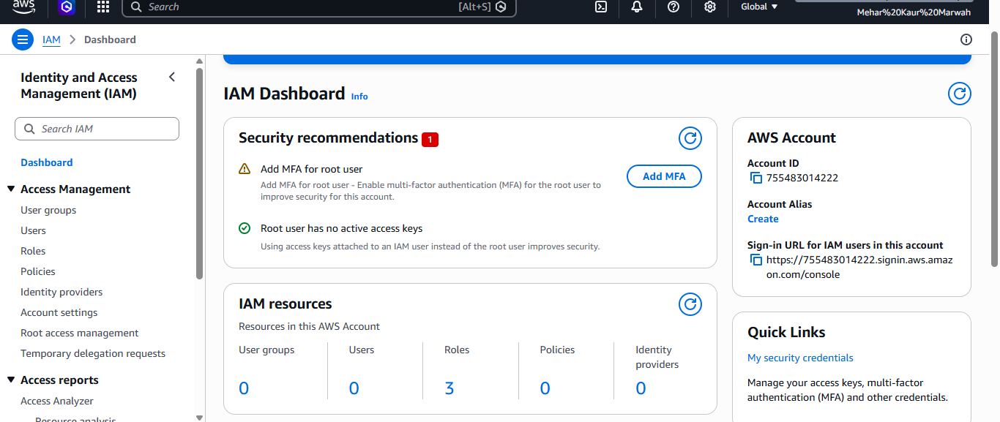 aws
Search
[Alt+S]
Global
Mehar%20Kaur%20Marwah
IAM
Dashboard
Identity and Access
Management (IAM)
Search IAM
Dashboard
Access Management
User groups
Users
Roles
Policies
Identity providers
Account settings
Root access management
Temporary delegation requests
Access reports
Access Analyzer
Resource analysis
IAM Dashboard Info
Security recommendations 1
Add MFA for root user
Add MFA for root user - Enable multi-factor authentication (MFA) for the root user to
improve security for this account.
Add MFA
Root user has no active access keys
Using access keys attached to an IAM user instead of the root user improves security.
IAM resources
Resources in this AWS Account
User groups
0
Users
0
Roles
3
Policies
0
Identity
providers
0
AWS Account
Account ID
755483014222
Account Alias
Create
Sign-in URL for IAM users in this account
https://755483014222.signin.aws.amaz
on.com/console
Quick Links
My security credentials
Manage your access keys, multi-factor
authentication (MFA) and other credentials.